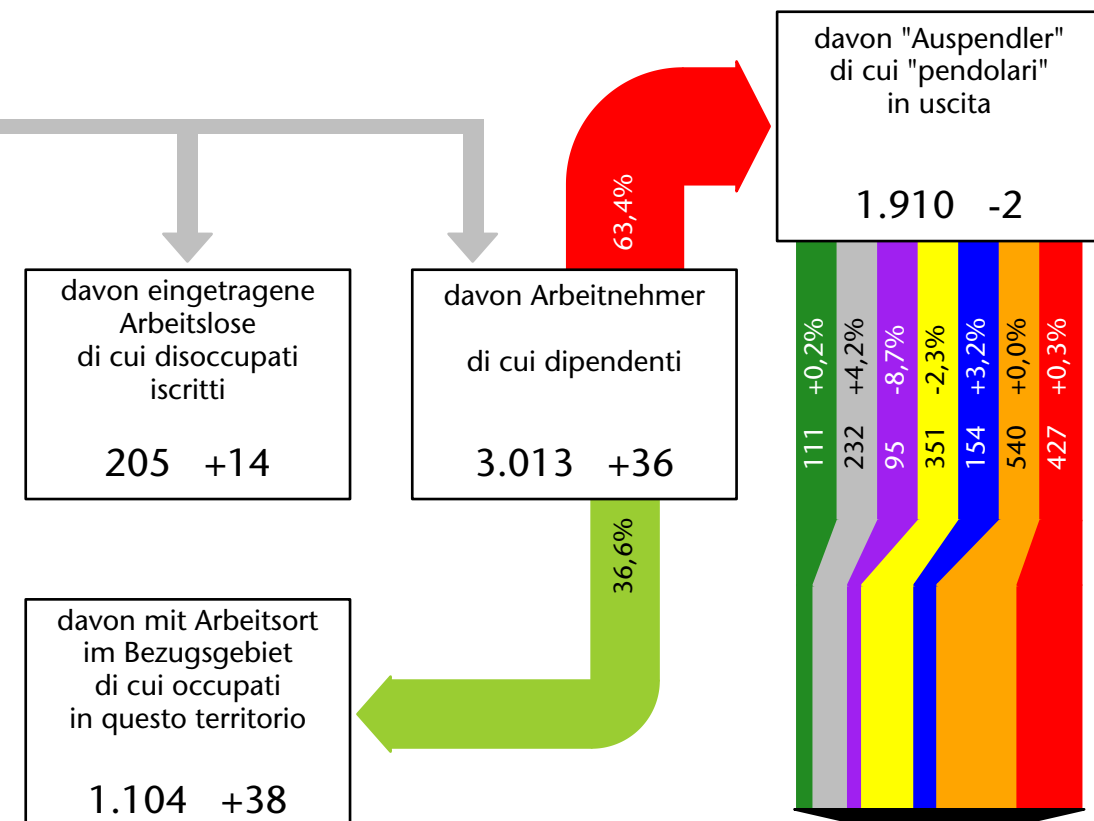 davon "Auspendler"
di cui "pendolari"
in uscita
1.910 -2
63,4%
davon eingetragene
Arbeitslose
di cui disoccupati
iscritti
205 +14
davon Arbeitnehmer
di cui dipendenti
3.013 +36
111 +0,2%
232 +4,2%
95 -8,7%
351 -2,3%
154 +3,2%
540 +0,0%
427 +0,3%
36,6%
davon mit Arbeitsort
im Bezugsgebiet
di cui occupati
in questo territorio
1.104 +38